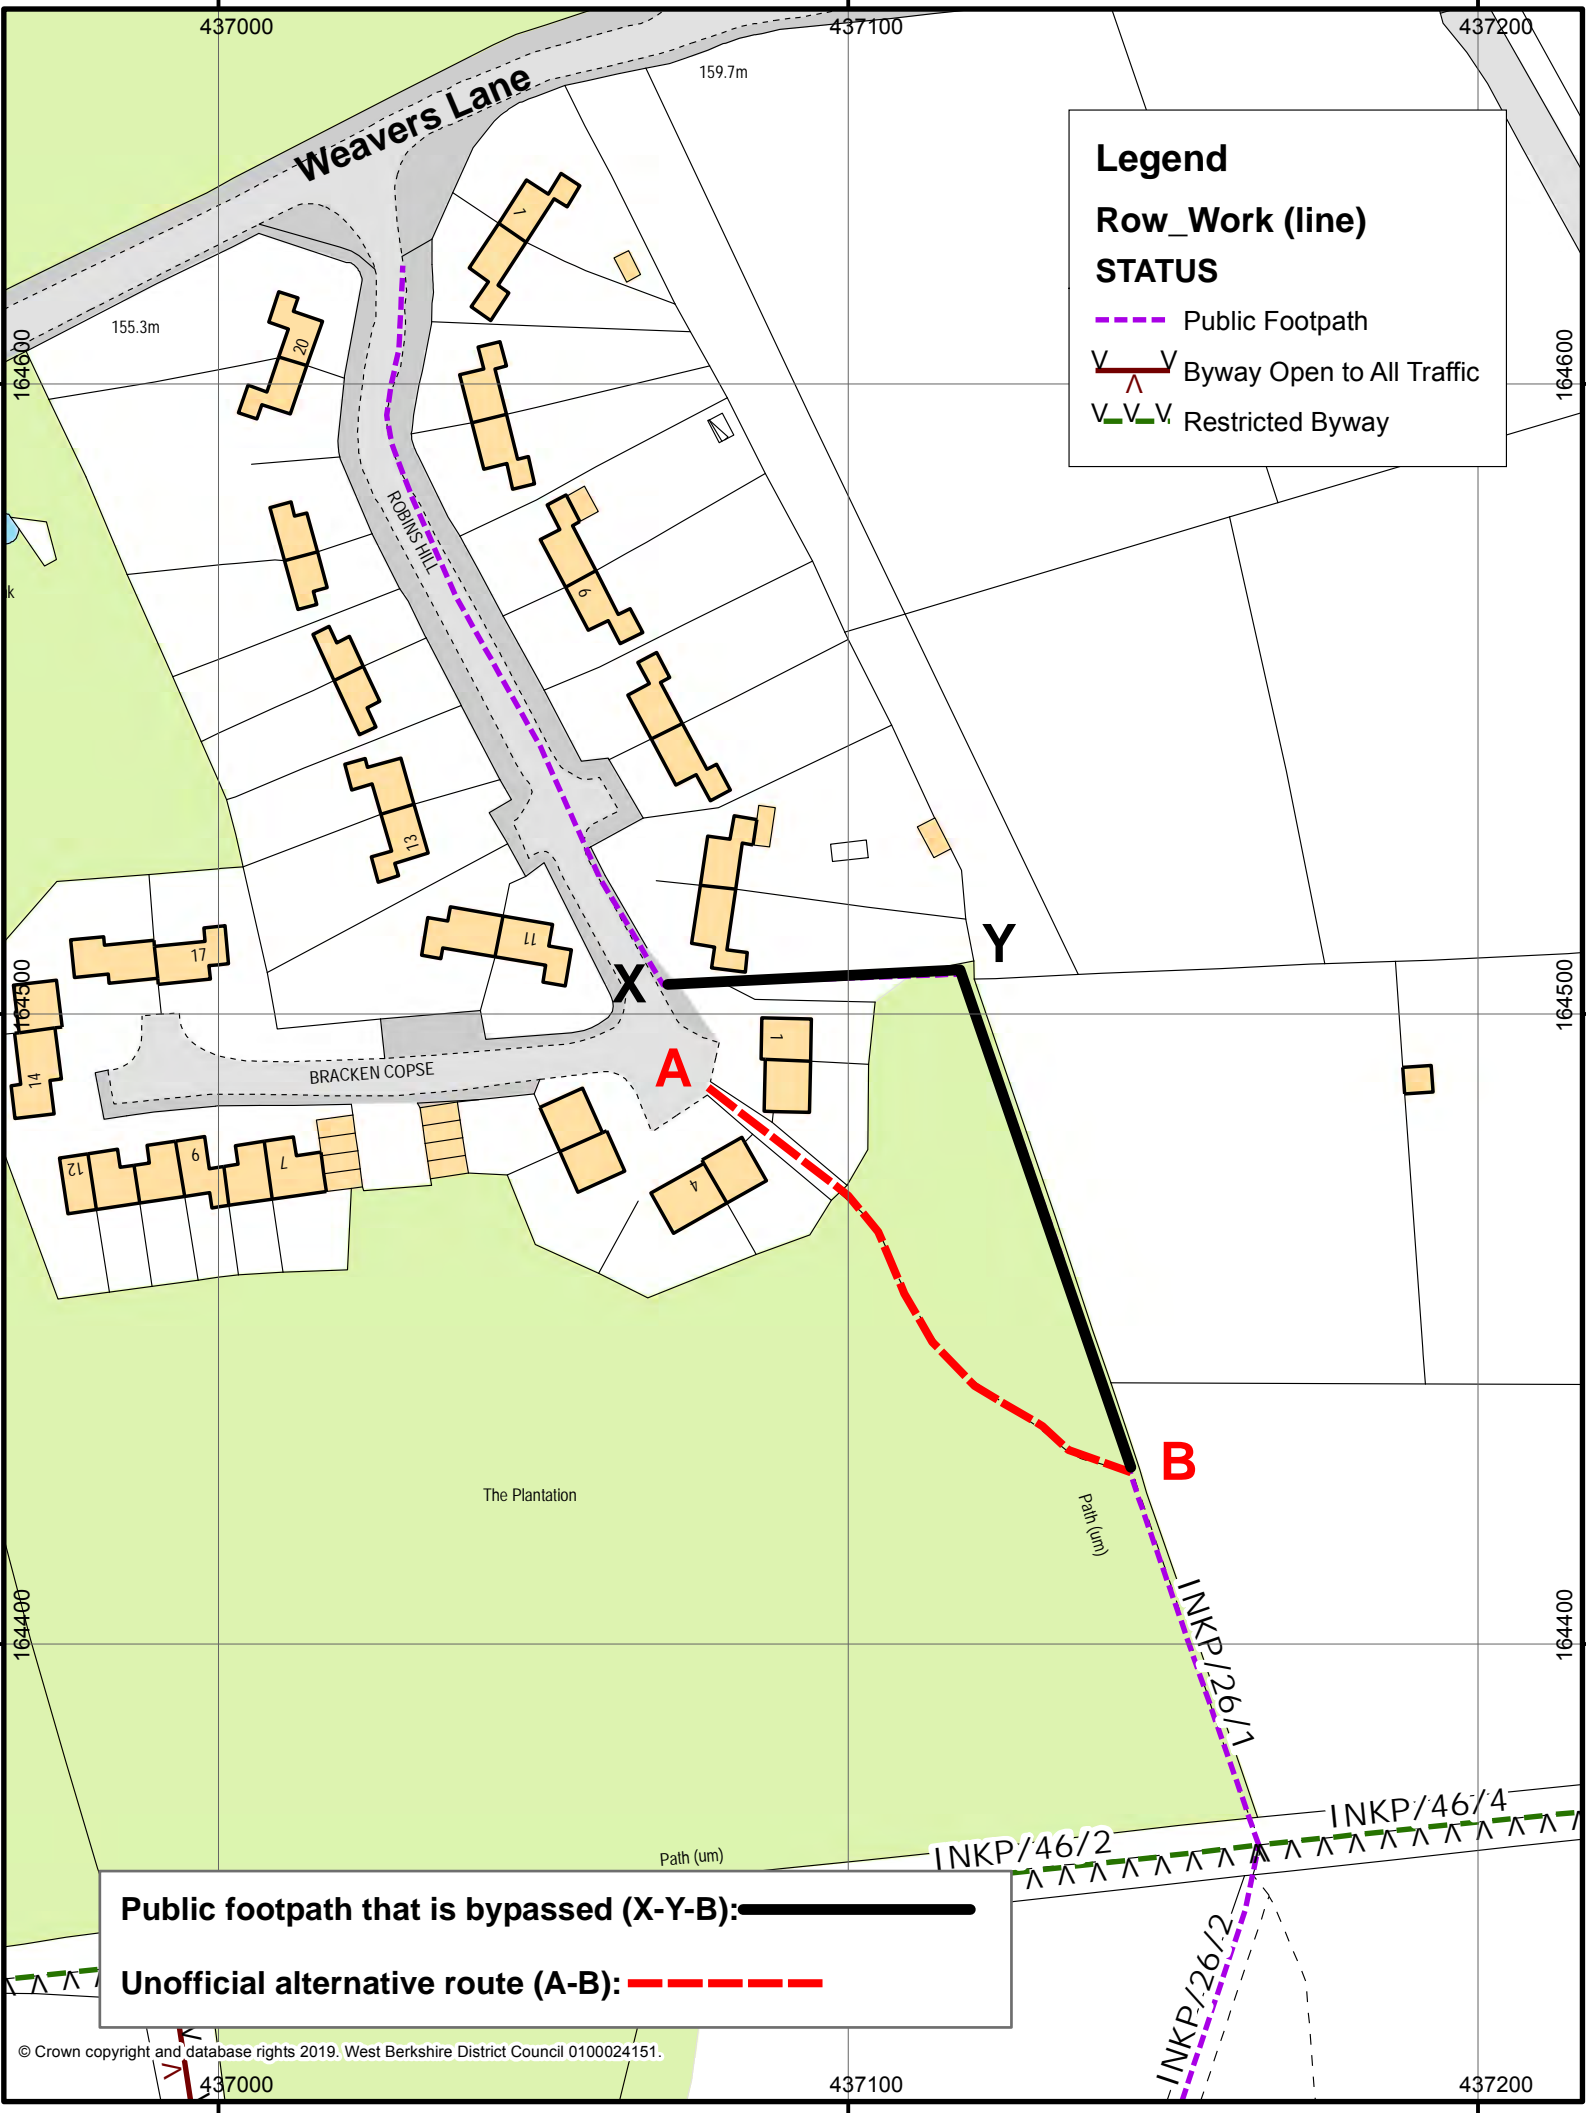 437000
437100
437200
Weavers Lane
159.7m
Legend
Row_Work (line)
STATUS
Public Footpath
Byway Open to All Traffic
Restricted Byway
155.3m
164600
164600
1
20
ROBINS HILL
k
6
13
11
17
X
Y
164500
164500
14
BRACKEN COPSE
A
1
12
9
7
4
B
The Plantation
Path (um)
INKP/26/1
164400
164400
INKP/46/4
INKP/46/2
Path (um)
Public footpath that is bypassed (X-Y-B):
Unofficial alternative route (A-B):
INKP/26/2
© Crown copyright and database rights 2019. West Berkshire District Council 0100024151.
437000
437100
437200